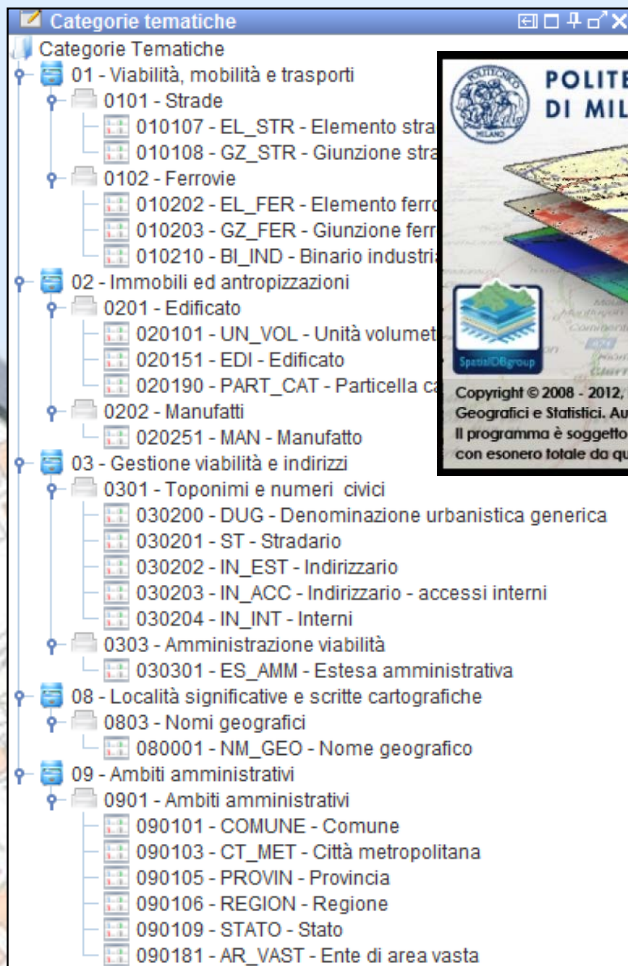 Categorie tematiche
Categorie Tematiche
01 - Viabilità, mobilità e trasporti
0101 - Strade
010107 - EL_STR - Elemento stra
010108 - GZ_STR - Giunzione stra
0102 - Ferrovie
010202 - EL_FER - Elemento ferro
010203 - GZ_FER - Giunzione ferr
010210 - BI_IND - Binario industria
02 - Immobili ed antropizzazioni
0201 - Edificato
020101 - UN_VOL - Unità volumet
020151 - EDI - Edificato
020190 - PART_CAT - Particella ca
0202 - Manufatti
020251 - MAN - Manufatto
03 - Gestione viabilità e indirizzi
0301 - Toponimi e numeri civici
030200 - DUG - Denominazione urbanistica generica
030201 - ST - Stradario
030202 - IN_EST - Indirizzario
030203 - IN_ACC - Indirizzario - accessi interni
030204 - IN_INT - Interni
0303 - Amministrazione viabilità
030301 - ES_AMM - Estesa amministrativa
08 - Località significative e scritte cartografiche
0803 - Nomi geografici
080001 - NM_GEO - Nome geografico
09 - Ambiti amministrativi
0901 - Ambiti amministrativi
090101 - COMUNE - Comune
090103 - CT_MET - Città metropolitana
090105 - PROVIN - Provincia
090106 - REGION - Regione
090109 - STATO - Stato
090181 - AR_VAST - Ente di area vasta
POLITECNICO
MILANO
POLITE
DI MIL
SpatialDBgroup
Copyright © 2008 - 2012,
Geografici e Statistici. Au
Il programma è soggetto
con esonero totale da qu